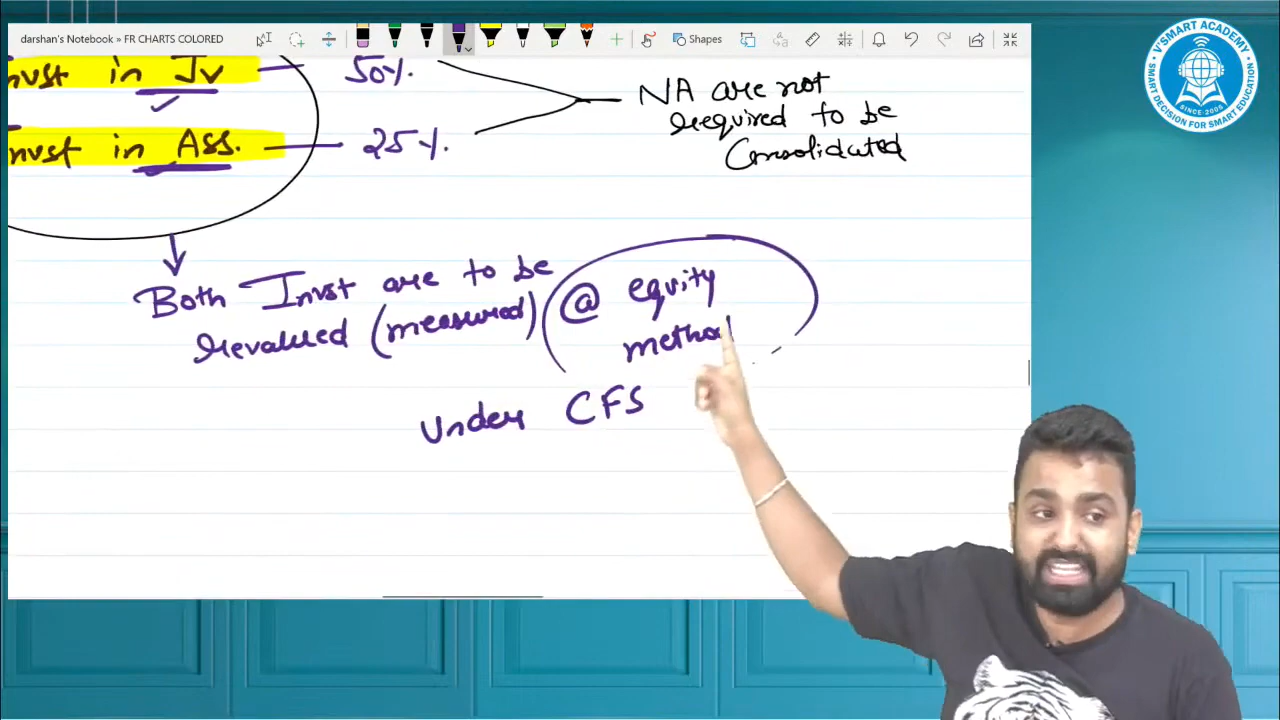 darshan's Notebook » FR CHARTS COLORED
Shapes
V'SMART ACADEMY
SMART DECISION FOR SMART EDUCATION
SINCE-2005
nvst in JV 50%.
NA are not
required to be
Consolidated
nvst in ASS. 25%.
Both Invst are to be
revalued (measured)
@ equity
method
under CFS